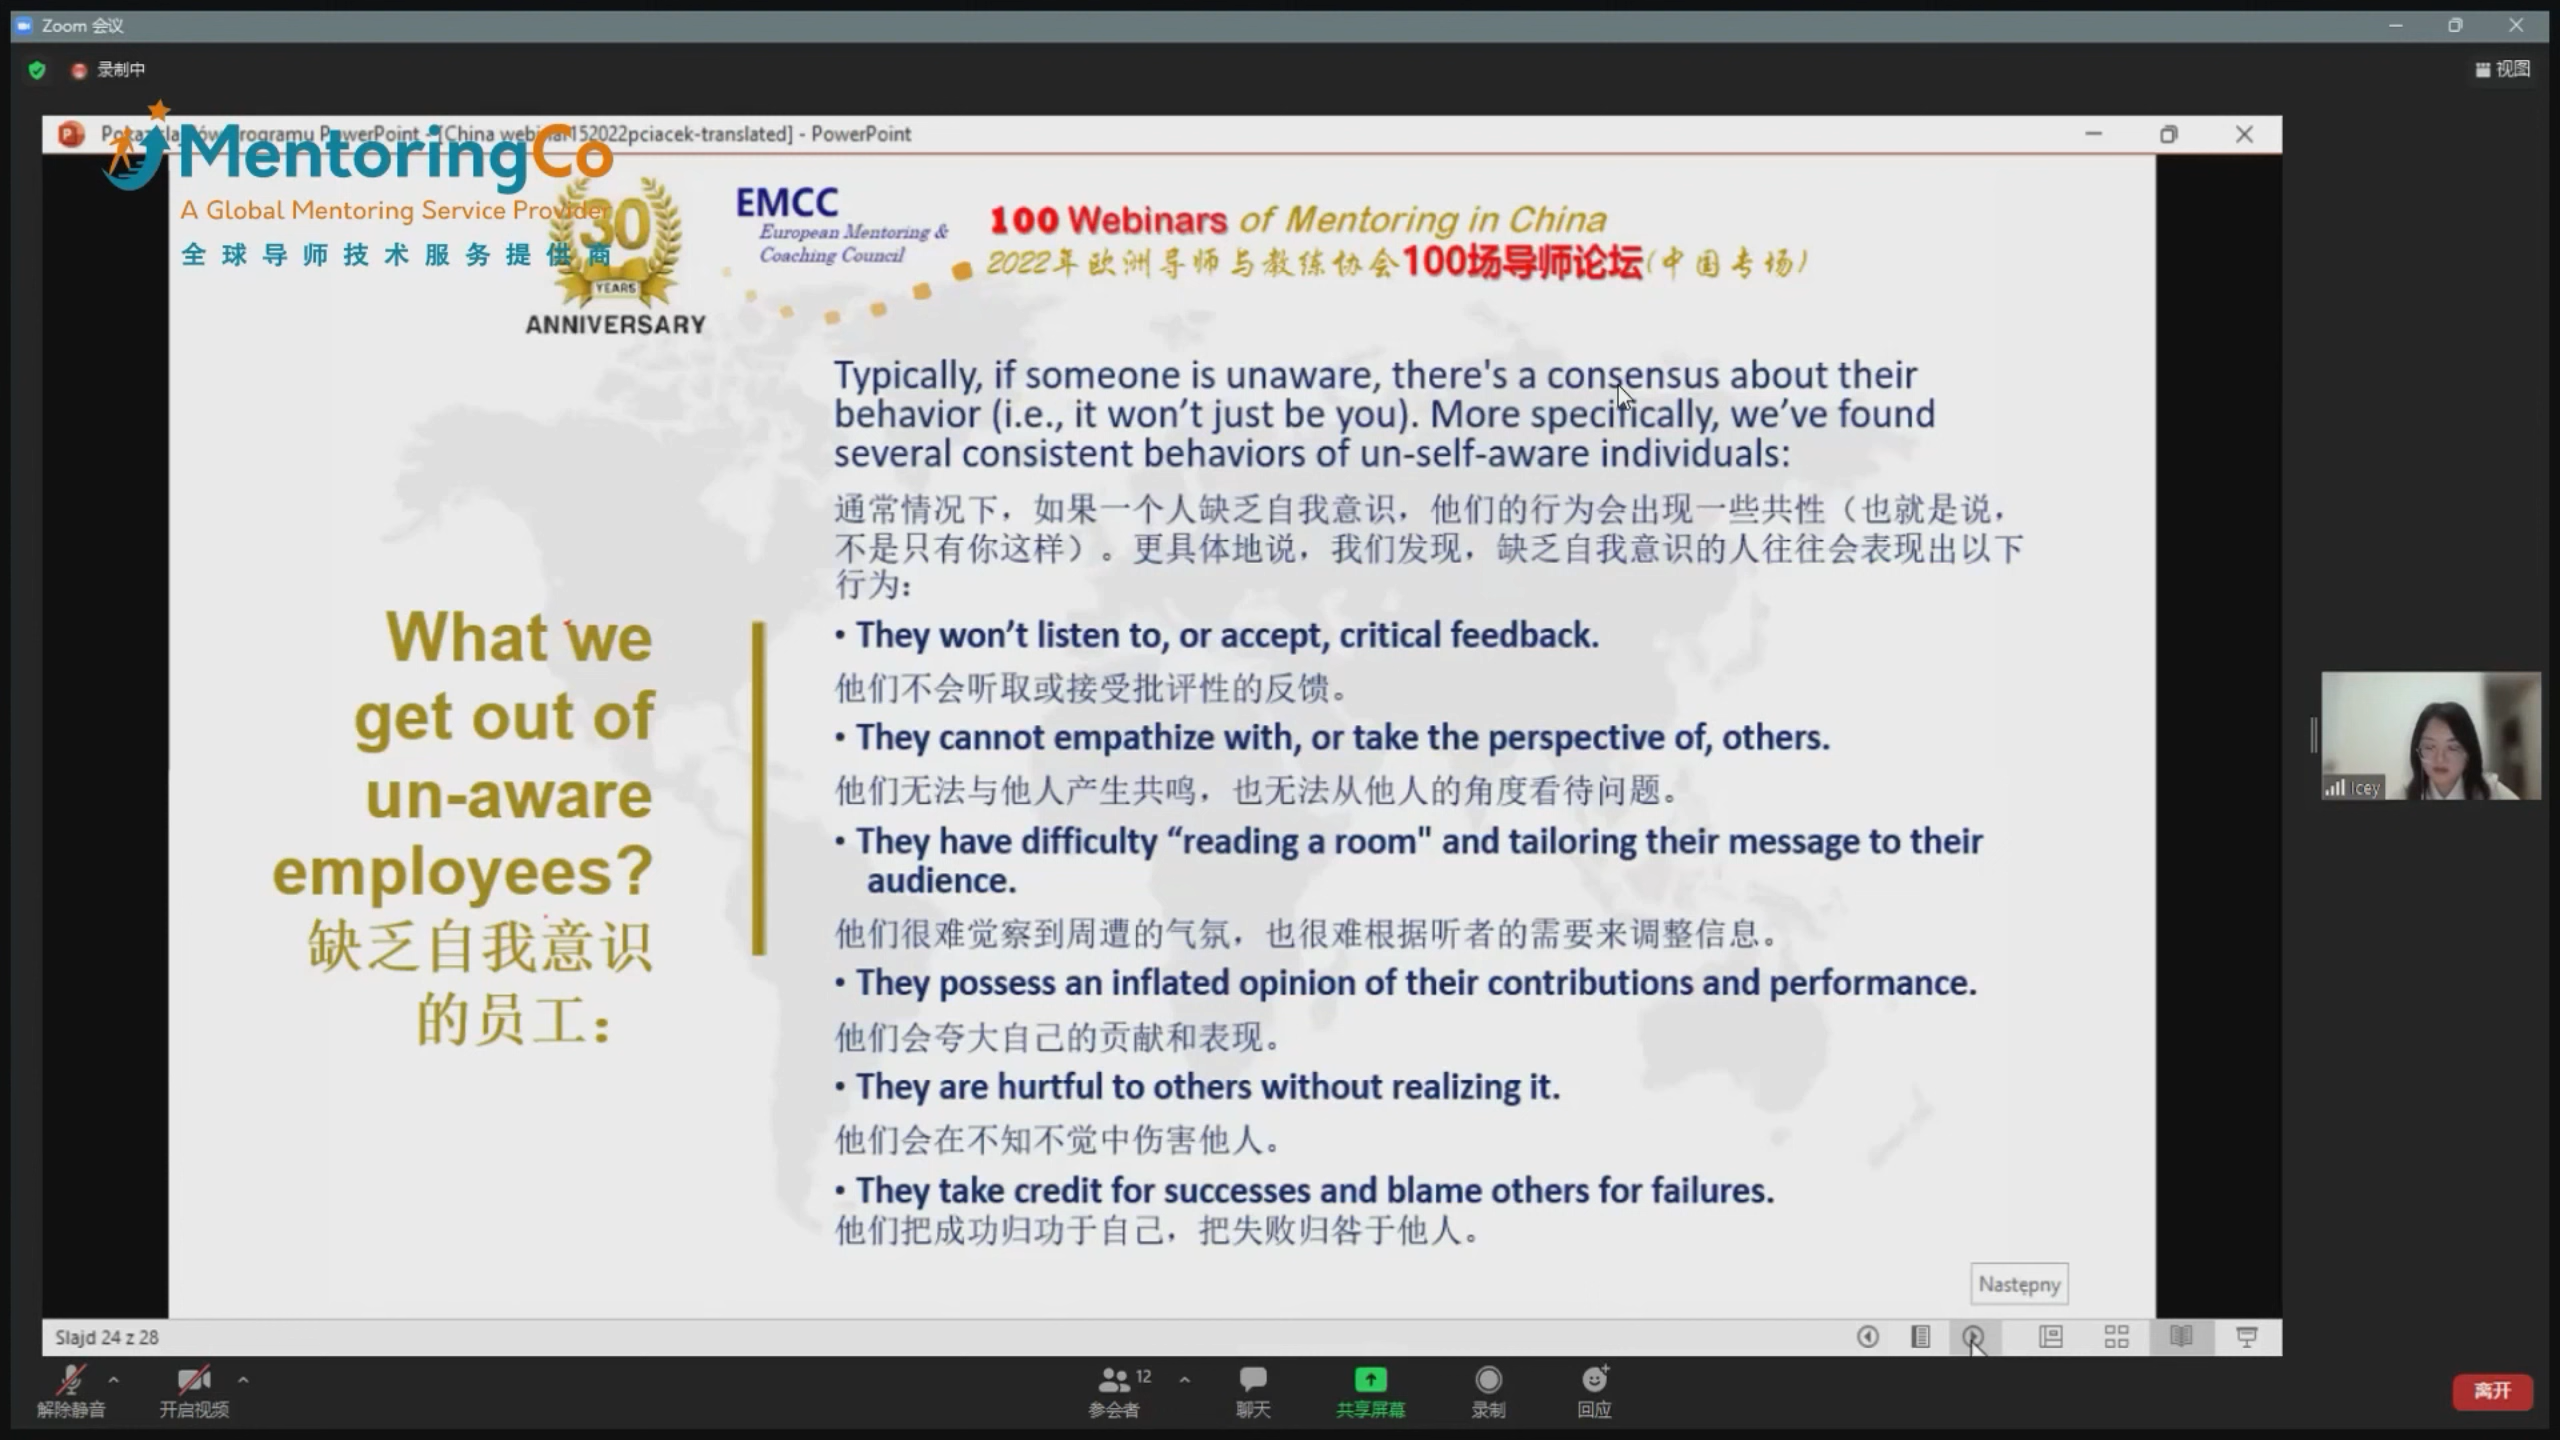 Zoom 会议
录制中
视图
Pokaz slajdów programu PowerPoint - [China webinar152022pciacek-translated] - PowerPoint
MentoringCo
A Global Mentoring Service Provider
全球导师技术服务提供商
30
YEARS
ANNIVERSARY
EMCC
European Mentoring &
Coaching Council
100 Webinars of Mentoring in China
2022年欧洲导师与教练协会100场导师论坛(中国专场)
What we
get out of
un-aware
employees?
缺乏自我意识
的员工：
Typically, if someone is unaware, there's a consensus about their
behavior (i.e., it won’t just be you). More specifically, we’ve found
several consistent behaviors of un-self-aware individuals:
通常情况下，如果一个人缺乏自我意识，他们的行为会出现一些共性（也就是说，
不是只有你这样）。更具体地说，我们发现，缺乏自我意识的人往往会表现出以下
行为：
• They won’t listen to, or accept, critical feedback.
他们不会听取或接受批评性的反馈。
• They cannot empathize with, or take the perspective of, others.
他们无法与他人产生共鸣，也无法从他人的角度看待问题。
• They have difficulty “reading a room" and tailoring their message to their
audience.
他们很难觉察到周遭的气氛，也很难根据听者的需要来调整信息。
• They possess an inflated opinion of their contributions and performance.
他们会夸大自己的贡献和表现。
• They are hurtful to others without realizing it.
他们会在不知不觉中伤害他人。
• They take credit for successes and blame others for failures.
他们把成功归功于自己，把失败归咎于他人。
Icey
Następny
Slajd 24 z 28
解除静音
开启视频
12
参会者
聊天
共享屏幕
录制
回应
离开